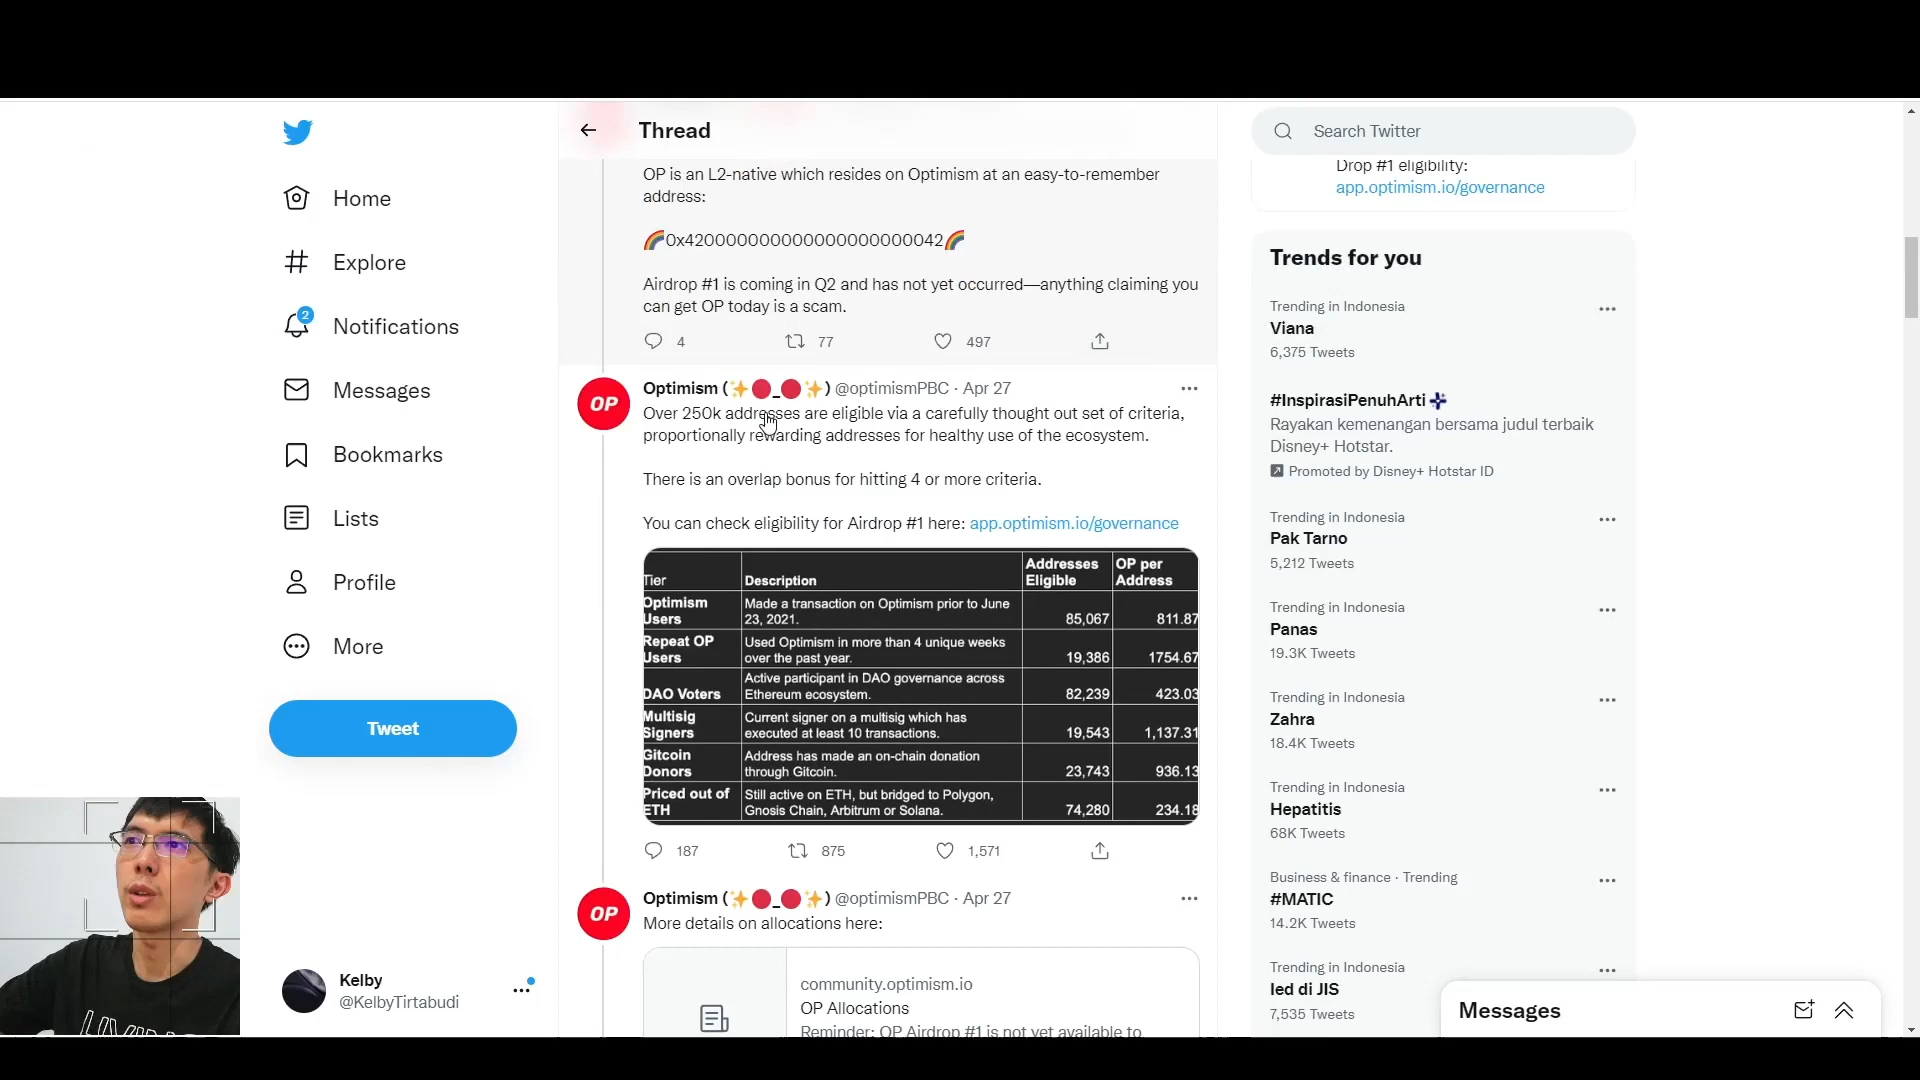 Thread
Search Twitter
Home
Explore
2
Notifications
Messages
Bookmarks
Lists
Profile
More
Tweet
Kelby
@KelbyTirtabudi
OP is an L2-native which resides on Optimism at an easy-to-remember
address:
🌈0x4200000000000000000000042🌈
Airdrop #1 is coming in Q2 and has not yet occurred—anything claiming you
can get OP today is a scam.
4 77 497
OP
Optimism (✨🔴_🔴✨) @optimismPBC · Apr 27
Over 250k addresses are eligible via a carefully thought out set of criteria,
proportionally rewarding addresses for healthy use of the ecosystem.
There is an overlap bonus for hitting 4 or more criteria.
You can check eligibility for Airdrop #1 here: app.optimism.io/governance
Tier Description Addresses Eligible OP per Address
Optimism Users Made a transaction on Optimism prior to June 23, 2021. 85,067 811.87
Repeat OP Users Used Optimism in more than 4 unique weeks over the past year. 19,386 1754.67
DAO Voters Active participant in DAO governance across Ethereum ecosystem. 82,239 423.03
Multisig Signers Current signer on a multisig which has executed at least 10 transactions. 19,543 1,137.31
Gitcoin Donors Address has made an on-chain donation through Gitcoin. 23,743 936.13
Priced out of ETH Still active on ETH, but bridged to Polygon, Gnosis Chain, Arbitrum or Solana. 74,280 234.18
187 875 1,571
OP
Optimism (✨🔴_🔴✨) @optimismPBC · Apr 27
More details on allocations here:
community.optimism.io
OP Allocations
Reminder: OP Airdrop #1 is not yet available to
Drop #1 eligibility:
app.optimism.io/governance
Trends for you
Trending in Indonesia
Viana
6,375 Tweets
#InspirasiPenuhArti
Rayakan kemenangan bersama judul terbaik
Disney+ Hotstar.
Promoted by Disney+ Hotstar ID
Trending in Indonesia
Pak Tarno
5,212 Tweets
Trending in Indonesia
Panas
19.3K Tweets
Trending in Indonesia
Zahra
18.4K Tweets
Trending in Indonesia
Hepatitis
68K Tweets
Business & finance · Trending
#MATIC
14.2K Tweets
Trending in Indonesia
Ied di JIS
7,535 Tweets
Messages